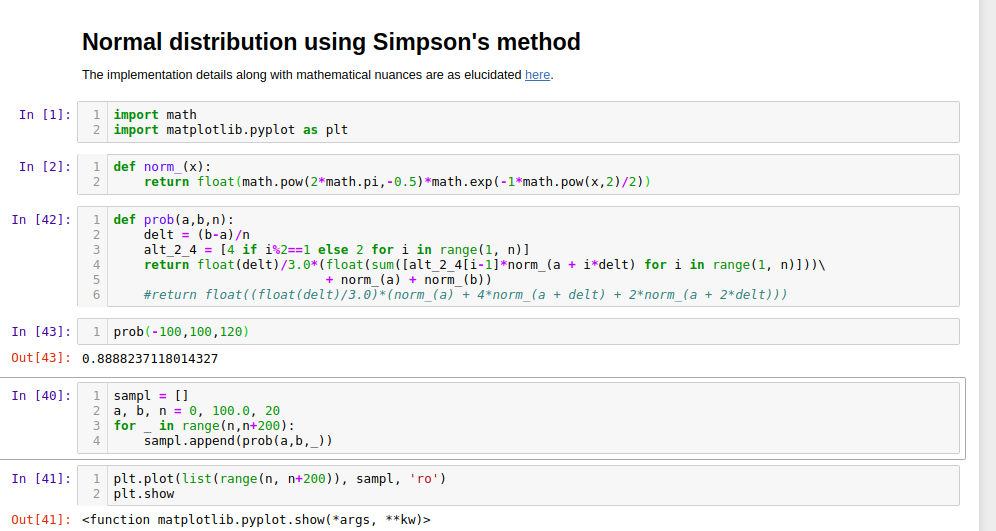 Normal distribution using Simpson's method
The implementation details along with mathematical nuances are as elucidated here.
In [1]:
1 import math
2 import matplotlib.pyplot as plt
In [2]:
1 def norm_(x):
2     return float(math.pow(2*math.pi,-0.5)*math.exp(-1*math.pow(x,2)/2))
In [42]:
1 def prob(a,b,n):
2     delt = (b-a)/n
3     alt_2_4 = [4 if i%2==1 else 2 for i in range(1, n)]
4     return float(delt)/3.0*(float(sum([alt_2_4[i-1]*norm_(a + i*delt) for i in range(1, n)]))\
5                             + norm_(a) + norm_(b))
6     #return float((float(delt)/3.0)*(norm_(a) + 4*norm_(a + delt) + 2*norm_(a + 2*delt)))
In [43]:
1 prob(-100,100,120)
Out[43]: 0.8888237118014327
In [40]:
1 sampl = []
2 a, b, n = 0, 100.0, 20
3 for _ in range(n,n+200):
4     sampl.append(prob(a,b,_))
In [41]:
1 plt.plot(list(range(n, n+200)), sampl, 'ro')
2 plt.show
Out[41]: <function matplotlib.pyplot.show(*args, **kw)>